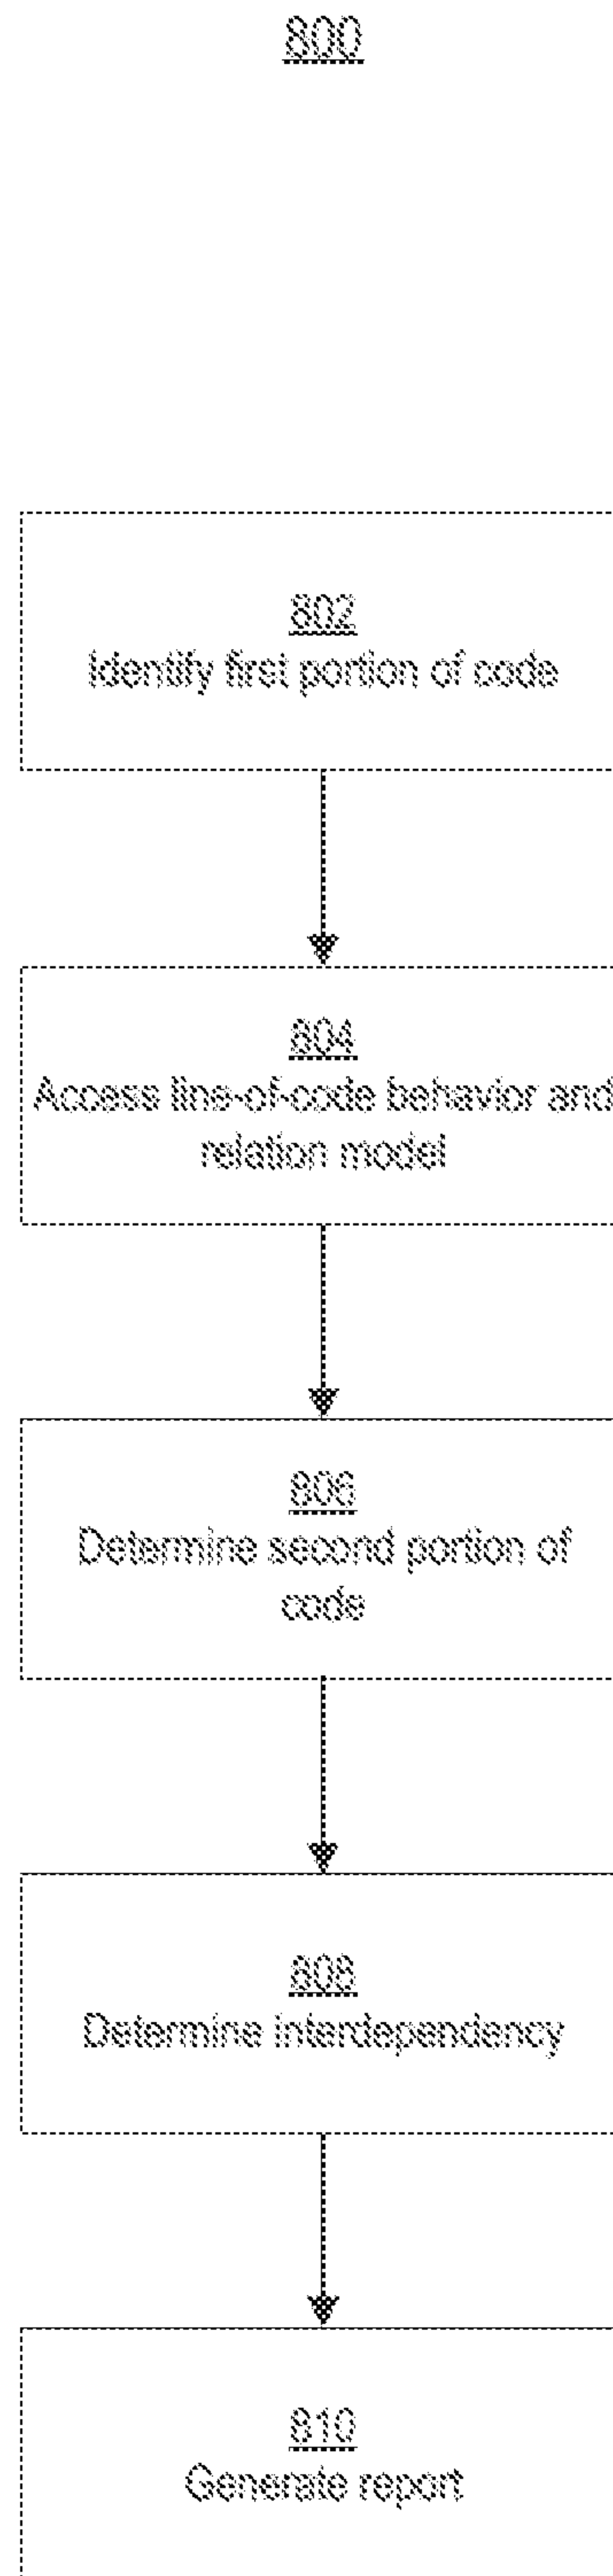 800
802
Identify first portion of code
804
Access line-of-code behavior and
relation model
806
Determine second portion of
code
808
Determine interdependency
810
Generate report